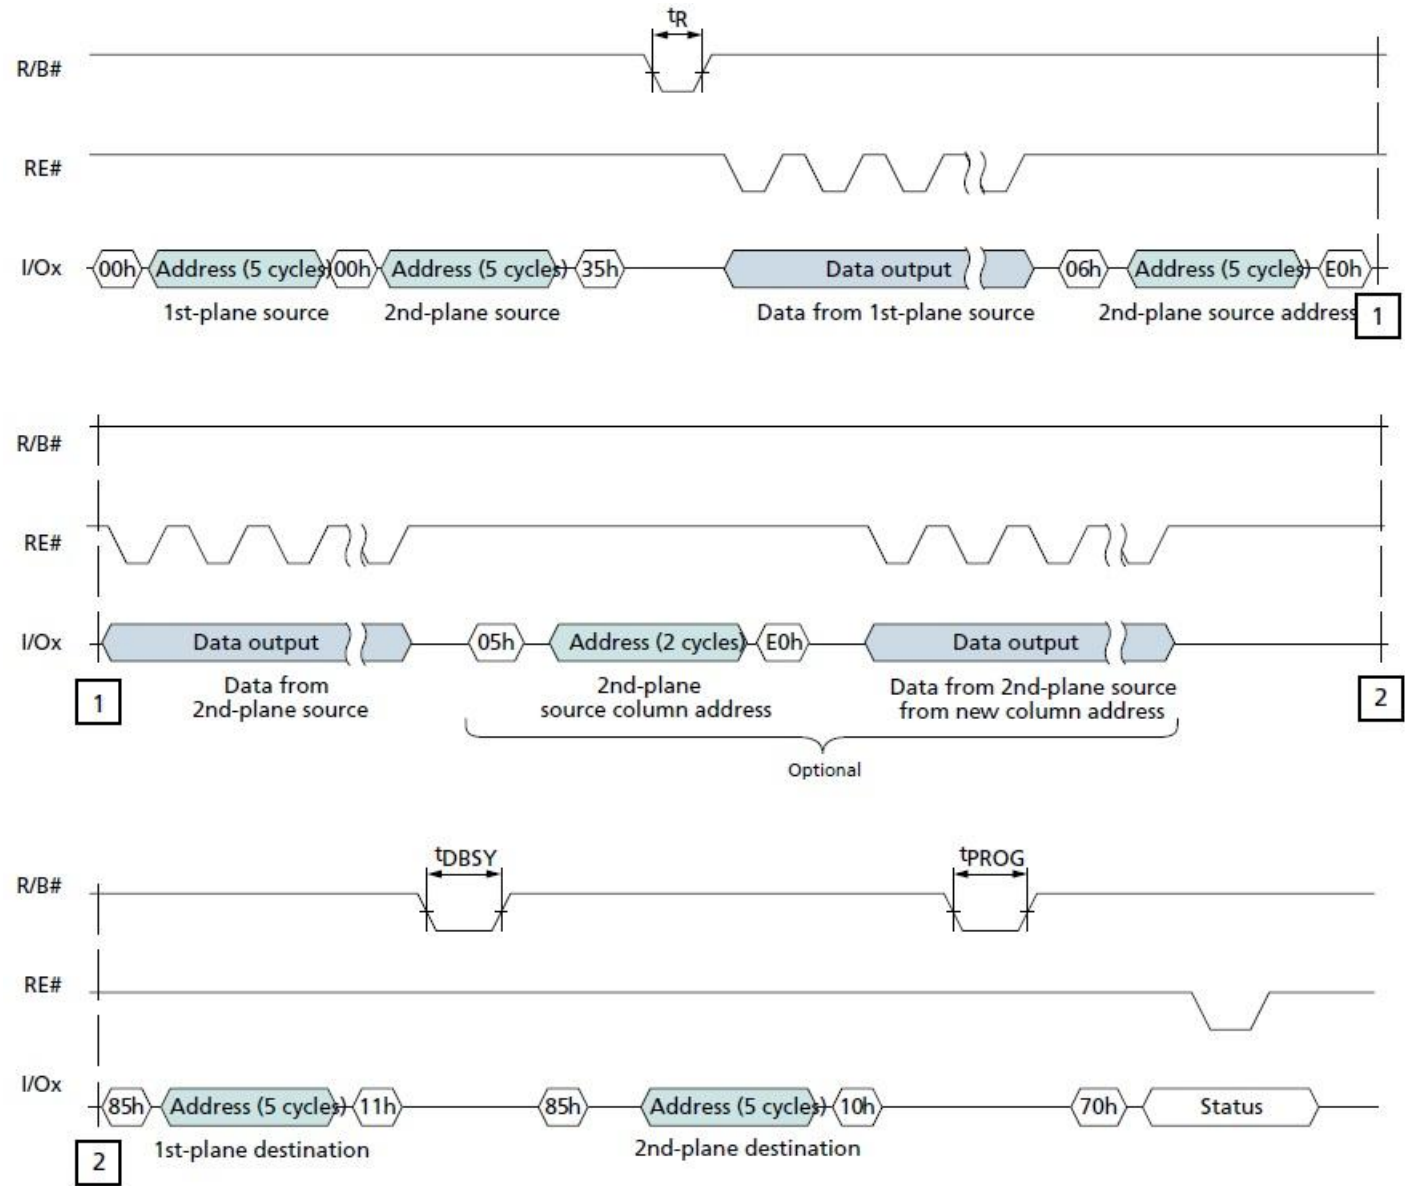 tR
R/B#
RE#
I/Ox 00h Address (5 cycles) 00h Address (5 cycles) 35h Data output 06h Address (5 cycles) E0h
1st-plane source 2nd-plane source Data from 1st-plane source 2nd-plane source address 1
R/B#
RE#
I/Ox Data output 05h Address (2 cycles) E0h Data output
1 Data from 2nd-plane Data from 2nd-plane source 2
2nd-plane source source column address from new column address
Optional
tDBSY tPROG
R/B#
RE#
I/Ox 85h Address (5 cycles) 11h 85h Address (5 cycles) 10h 70h Status
2 1st-plane destination 2nd-plane destination